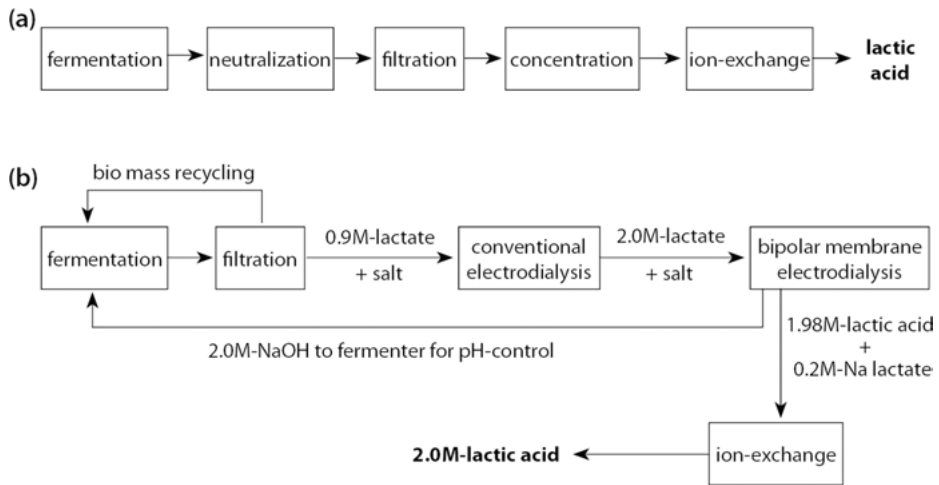 (a)
fermentation
neutralization
filtration
concentration
ion-exchange
lactic
acid
(b)
bio mass recycling
fermentation
filtration
0.9M-lactate
+ salt
conventional
electrodialysis
2.0M-lactate
+ salt
bipolar membrane
electrodialysis
2.0M-NaOH to fermenter for pH-control
1.98M-lactic acid
+
0.2M-Na lactate
ion-exchange
2.0M-lactic acid